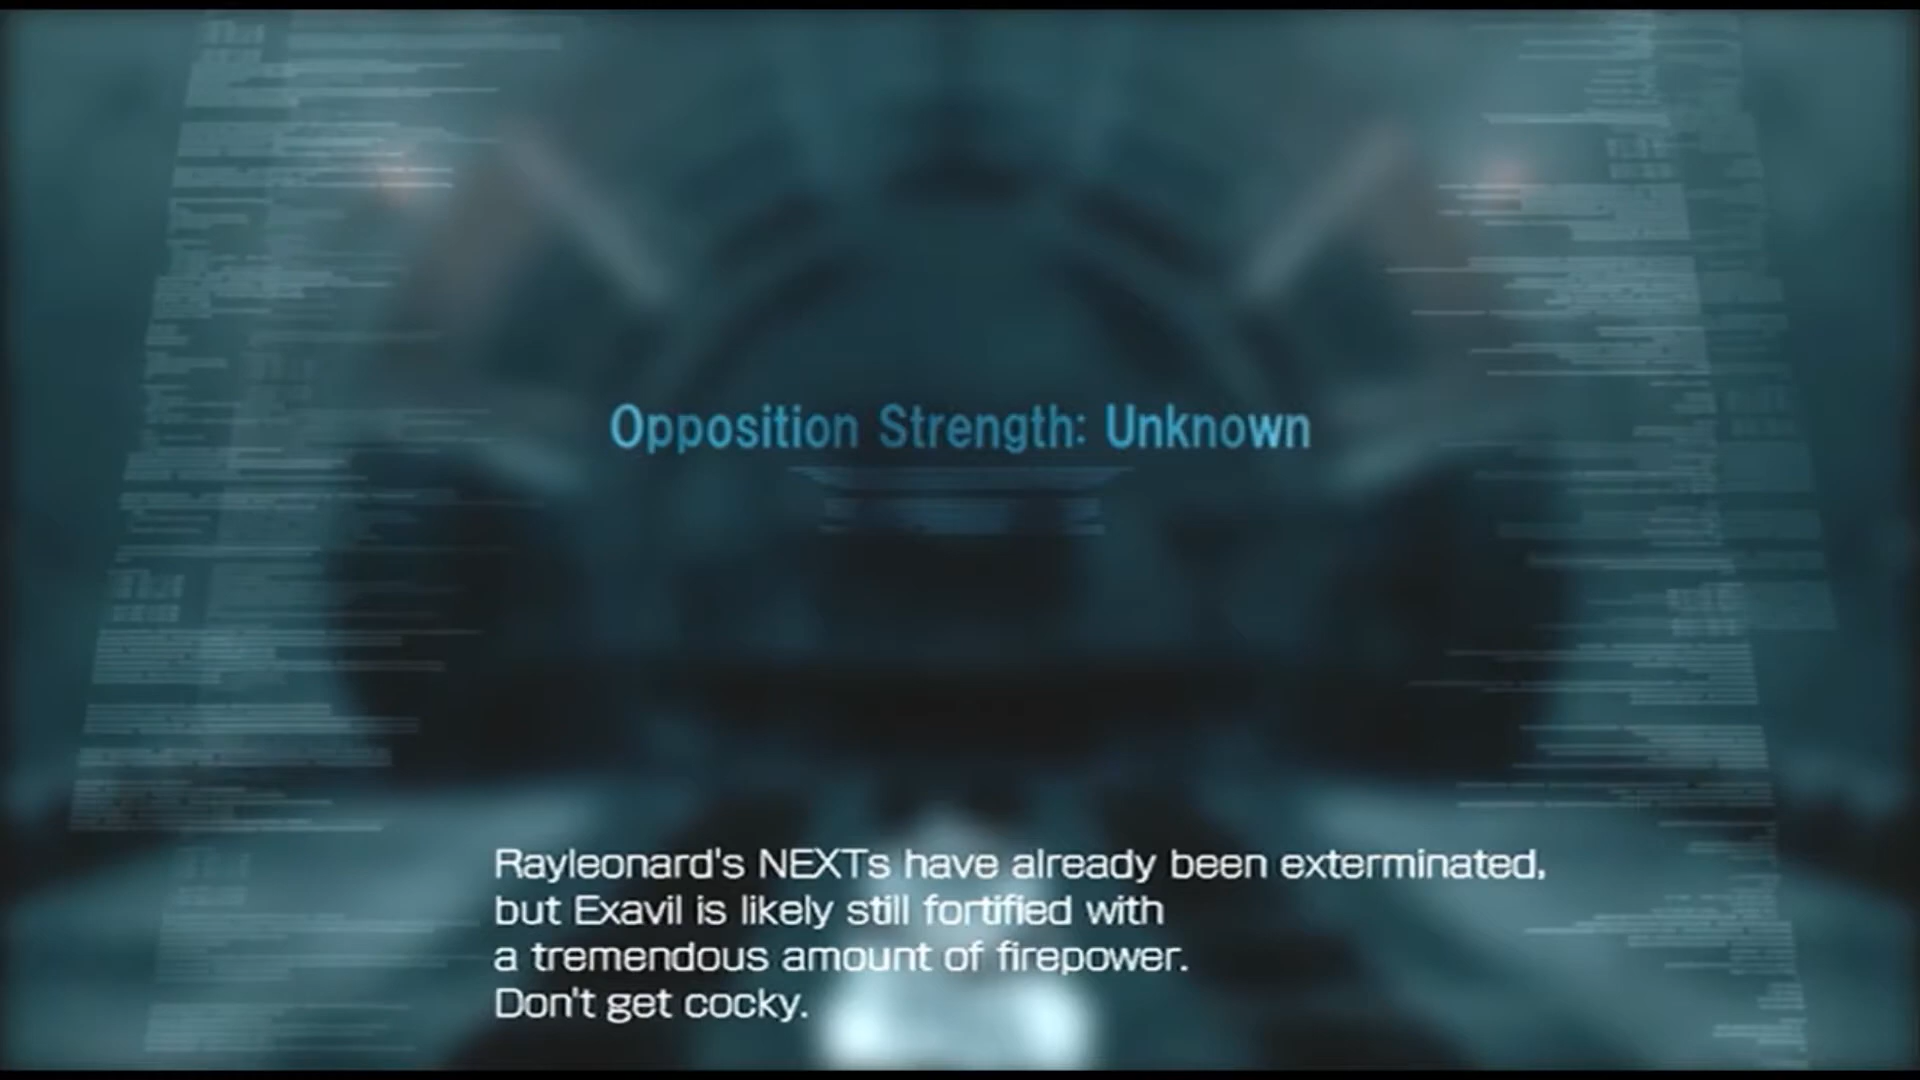 Opposition Strength: Unknown
Rayleonard's NEXTs have already been exterminated,
but Exavil is likely still fortified with
a tremendous amount of firepower.
Don't get cocky.